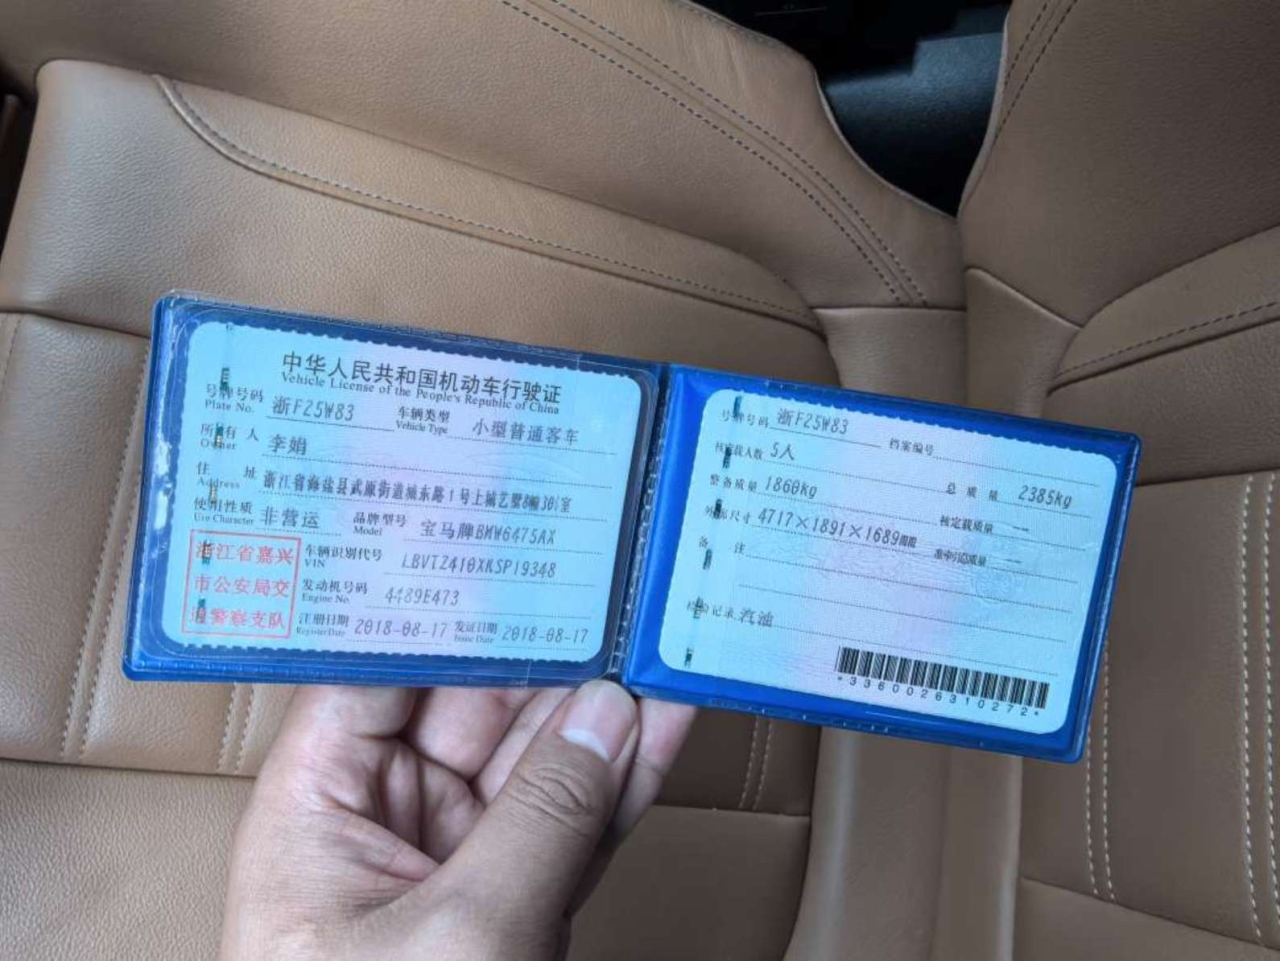 中华人民共和国机动车行驶证
Vehicle License of the People's Republic of China
号牌号码 浙F25W83 车辆类型 小型普通客车
Plate No. Vehicle Type
所有人 李娟
Owner
住 址 浙江省海盐县武原街道城东路1号上城艺墅
Address
使用性质 非营运 品牌型号 宝马牌BMW6475AX
Use Character Model
浙江省嘉兴
市公安局交
通警察支队
车辆识别代号 LBVTZ410XKSP19348
VIN
发动机号码 4489E473
Engine No.
注册日期 2018-08-17 发证日期 2018-08-17
Register Date Issue Date
号牌号码 浙F25W83 档案编号
核定载人数 5人 总质量 2385kg
整备质量 1860kg 核定载质量 —
外廓尺寸 4717×1891×1689mm 准牵引总质量 —
备 注
检验记录 汽油
*3360026310272*